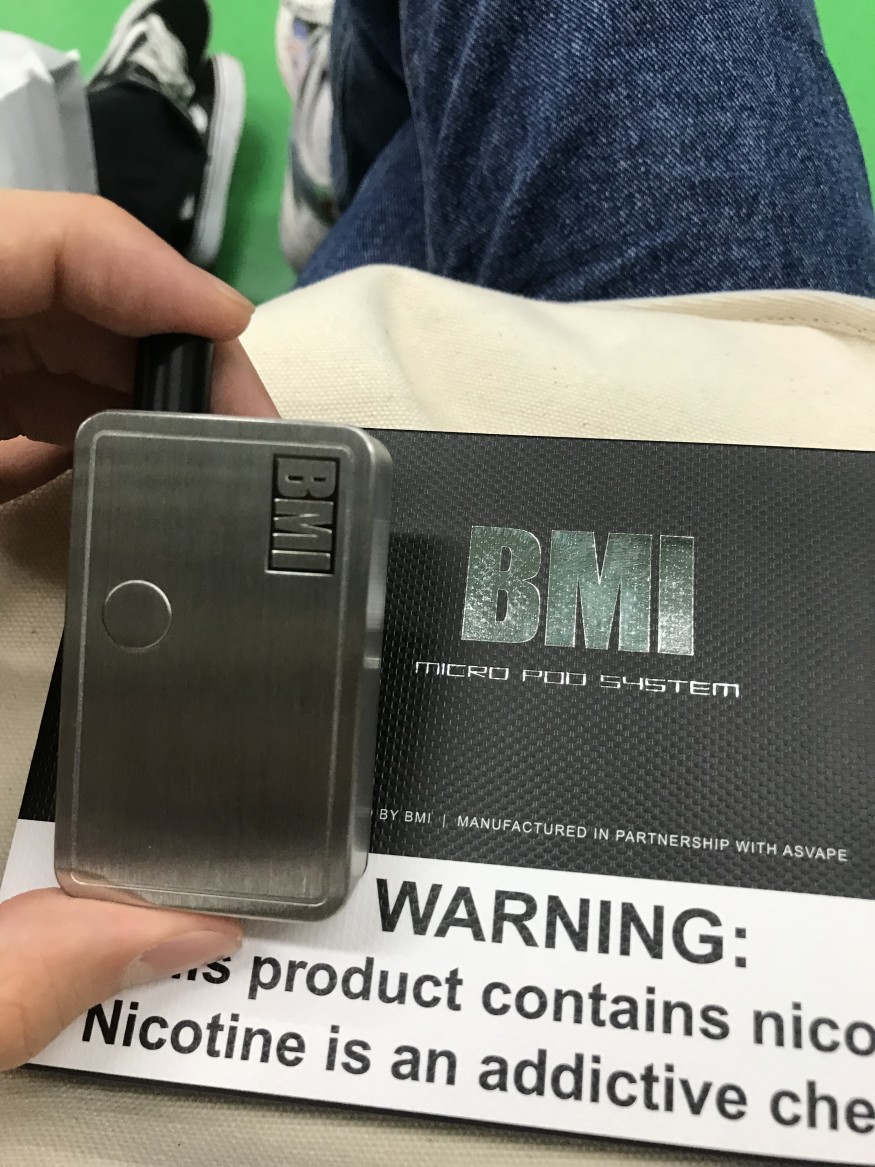 BMI
BMI
MICRO POD SYSTEM
BY BMI | MANUFACTURED IN PARTNERSHIP WITH ASVAPE
WARNING:
product contains
Nicotine is an addictive